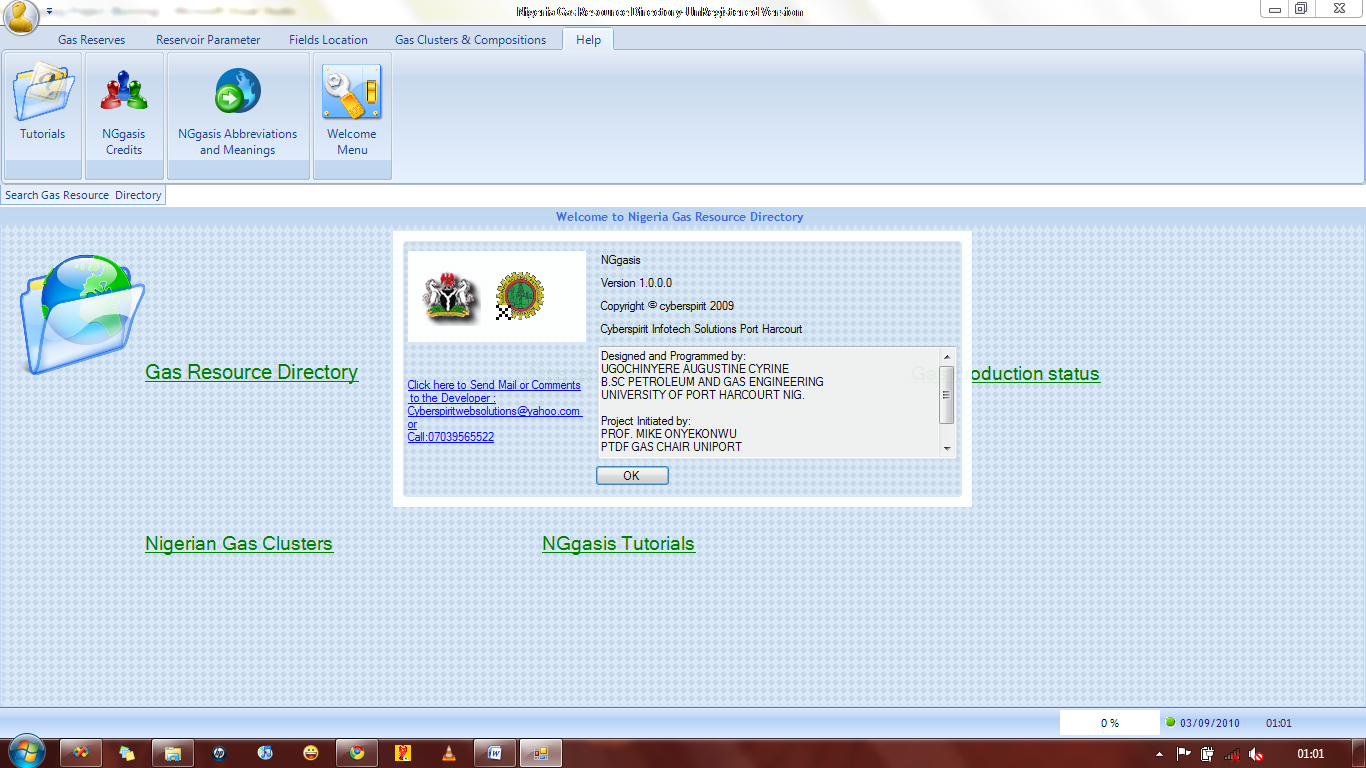 Nigeria Gas Resource Directory UnRegistered Version
Gas Reserves
Reservoir Parameter
Fields Location
Gas Clusters & Compositions
Help
Tutorials
NGgasis
Credits
NGgasis Abbreviations
and Meanings
Welcome
Menu
Search Gas Resource Directory
Welcome to Nigeria Gas Resource Directory
NGgasis
Version 1.0.0.0
Copyright © cyberspirit 2009
Cyberspirit Infotech Solutions Port Harcourt
Designed and Programmed by:
UGOCHINYERE AUGUSTINE CYRINE
B.SC PETROLEUM AND GAS ENGINEERING
UNIVERSITY OF PORT HARCOURT NIG.
Project Initiated by:
PROF. MIKE ONYEKONWU
PTDF GAS CHAIR UNIPORT
Click here to Send Mail or Comments
to the Developer :
Cyberspiritwebsolutions@yahoo.com
or
Call:07039565522
OK
Gas Resource Directory
oduction status
Nigerian Gas Clusters
NGgasis Tutorials
0 %
03/09/2010
01:01
01:01